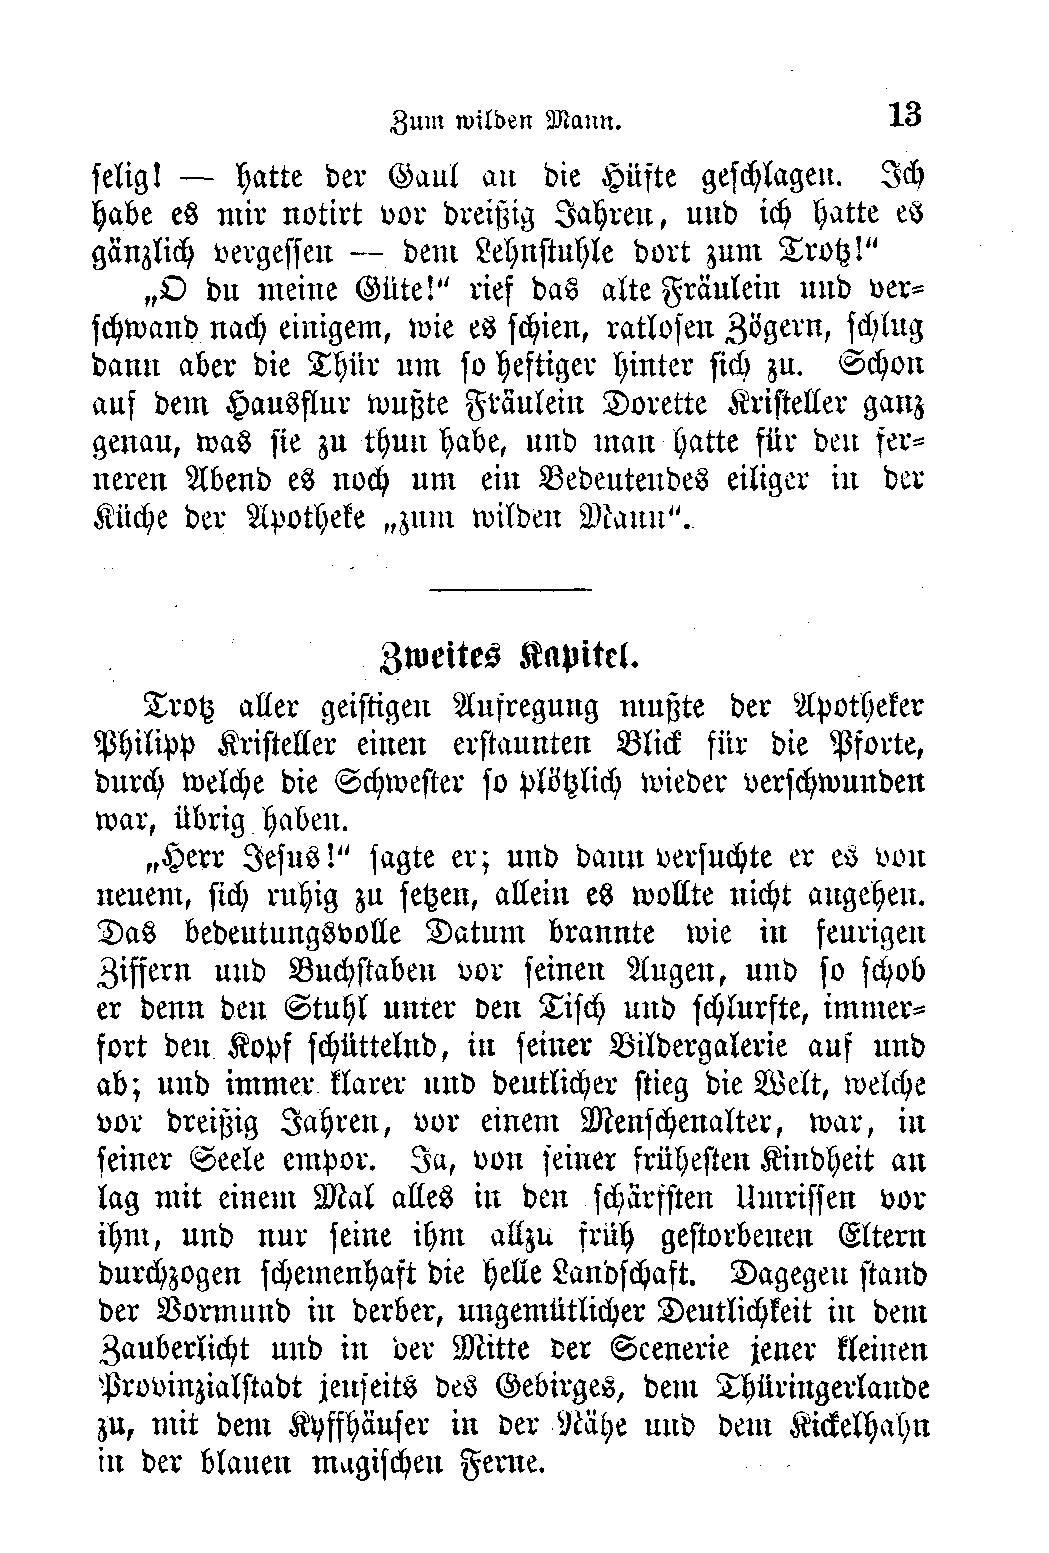 Zum wilden Mann. 13
selig! — hatte der Gaul an die Hüfte geschlagen. Ich
habe es mir notirt vor dreißig Jahren, und ich hatte es
gänzlich vergessen — dem Lehnstuhle dort zum Trotz!“
„O du meine Güte!“ rief das alte Fräulein und ver=
schwand nach einigem, wie es schien, ratlosen Zögern, schlug
dann aber die Thür um so heftiger hinter sich zu. Schon
auf dem Hausflur wußte Fräulein Dorette Kristeller ganz
genau, was sie zu thun habe, und man hatte für den fer=
neren Abend es noch um ein Bedeutendes eiliger in der
Küche der Apotheke „zum wilden Mann“.
Zweites Kapitel.
Trotz aller geistigen Aufregung mußte der Apotheker
Philipp Kristeller einen erstaunten Blick für die Pforte,
durch welche die Schwester so plötzlich wieder verschwunden
war, übrig haben.
„Herr Jesus!“ sagte er; und dann versuchte er es von
neuem, sich ruhig zu setzen, allein es wollte nicht angehen.
Das bedeutungsvolle Datum brannte wie in feurigen
Ziffern und Buchstaben vor seinen Augen, und so schob
er denn den Stuhl unter den Tisch und schlurfte, immer=
fort den Kopf schüttelnd, in seiner Bildergalerie auf und
ab; und immer klarer und deutlicher stieg die Welt, welche
vor dreißig Jahren, vor einem Menschenalter, war, in
seiner Seele empor. Ja, von seiner frühesten Kindheit an
lag mit einem Mal alles in den schärfsten Umrissen vor
ihm, und nur seine ihm allzu früh gestorbenen Eltern
durchzogen schemenhaft die helle Landschaft. Dagegen stand
der Vormund in derber, ungemütlicher Deutlichkeit in dem
Zauberlicht und in der Mitte der Scenerie jener kleinen
Provinzialstadt jenseits des Gebirges, dem Thüringerlande
zu, mit dem Kyffhäuser in der Nähe und dem Kickelhahn
in der blauen magischen Ferne.